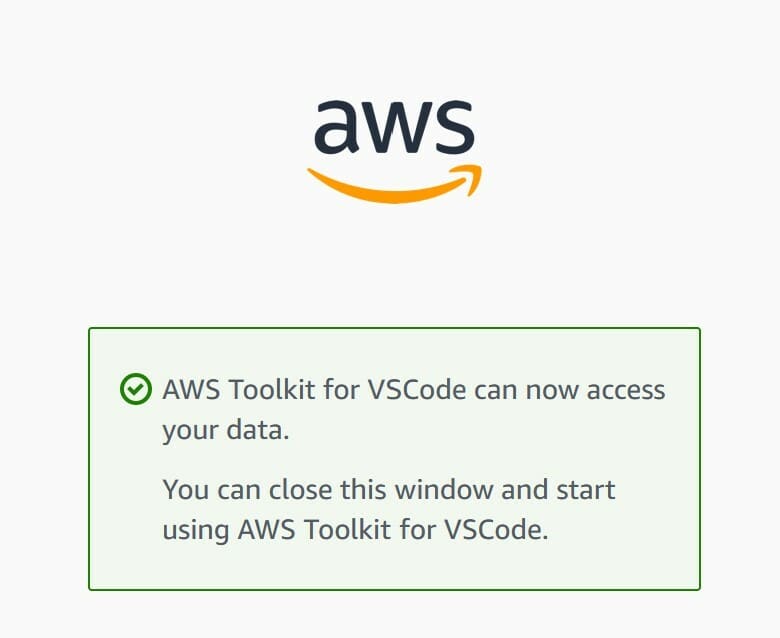 aws
AWS Toolkit for VSCode can now access
your data.
You can close this window and start
using AWS Toolkit for VSCode.